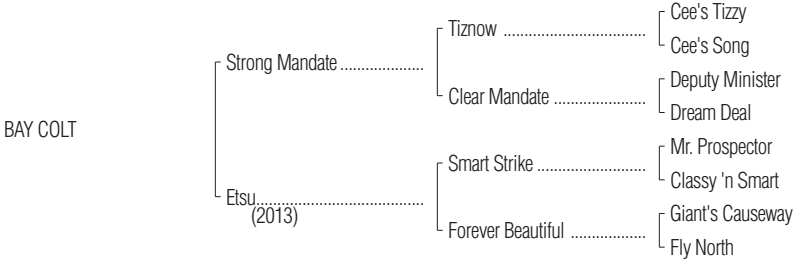 Cee's Tizzy
Tiznow ................................
Cee's Song
Strong Mandate ...................
Deputy Minister
Clear Mandate .....................
Dream Deal
BAY COLT
Mr. Prospector
Smart Strike .........................
Classy 'n Smart
Etsu......................................
(2013)
Giant's Causeway
Forever Beautiful .................
Fly North